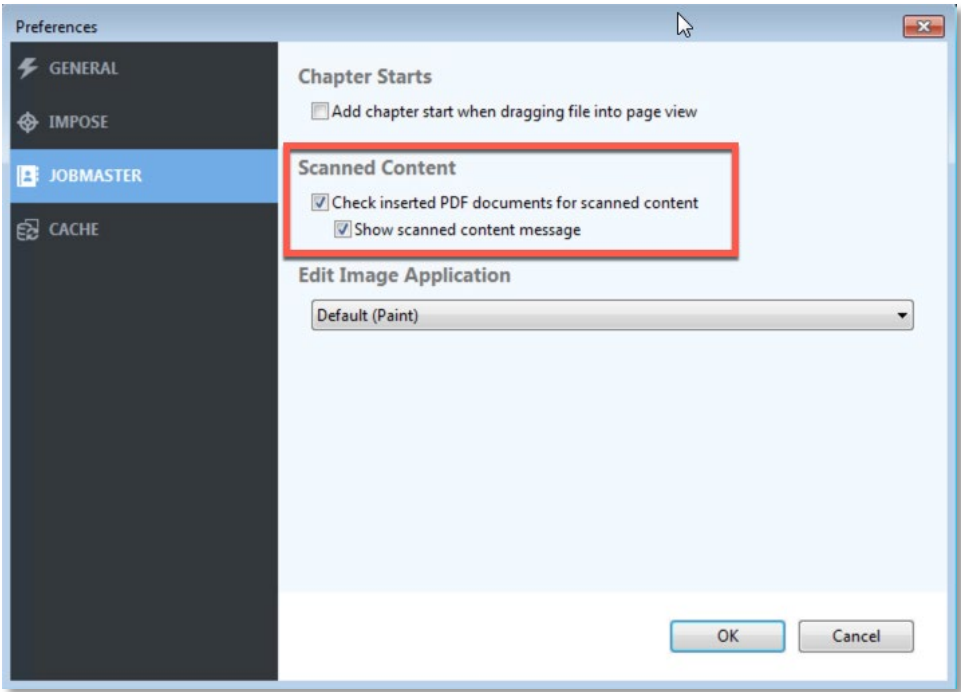 Preferences
GENERAL
IMPOSE
JOBMASTER
CACHE
Chapter Starts
Add chapter start when dragging file into page view
Scanned Content
Check inserted PDF documents for scanned content
Show scanned content message
Edit Image Application
Default (Paint)
OK
Cancel